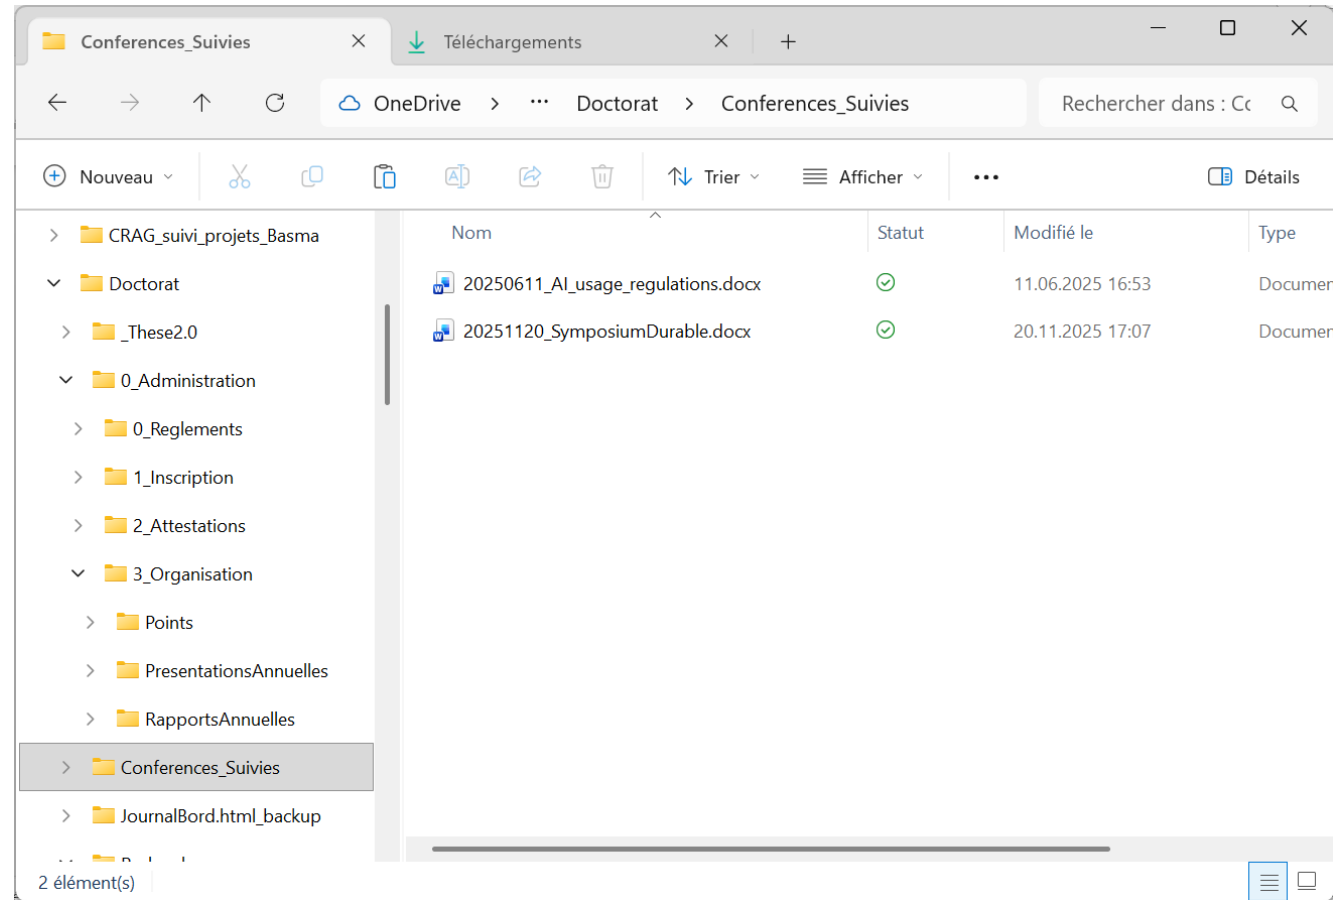 Conferences_Suivies
Téléchargements
OneDrive > ... Doctorat > Conferences_Suivies
Rechercher dans : Cc
Nouveau
Trier
Afficher
Détails
CRAG_suivi_projets_Basma
Doctorat
_These2.0
0_Administration
0_Reglements
1_Inscription
2_Attestations
3_Organisation
Points
PresentationsAnnuelles
RapportsAnnuelles
Conferences_Suivies
JournalBord.html_backup
Nom Statut Modifié le Type
20250611_AI_usage_regulations.docx 11.06.2025 16:53 Documen
20251120_SymposiumDurable.docx 20.11.2025 17:07 Documen
2 élément(s)